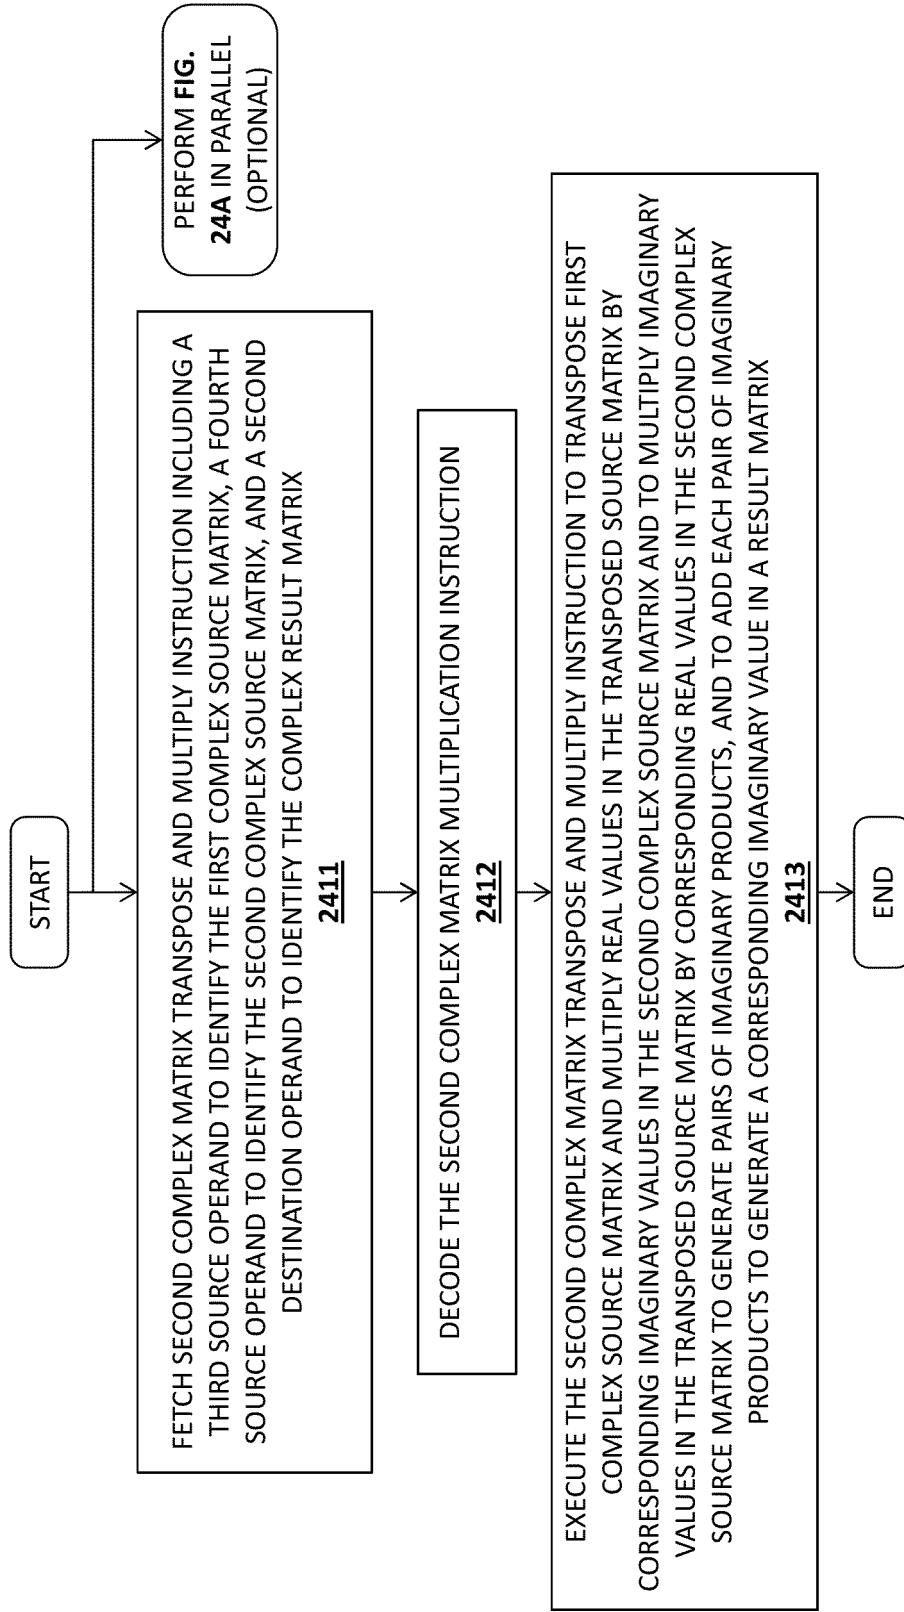 START
PERFORM FIG.
24A IN PARALLEL
(OPTIONAL)
FETCH SECOND COMPLEX MATRIX TRANSPOSE AND MULTIPLY INSTRUCTION INCLUDING A
THIRD SOURCE OPERAND TO IDENTIFY THE FIRST COMPLEX SOURCE MATRIX, A FOURTH
SOURCE OPERAND TO IDENTIFY THE SECOND COMPLEX SOURCE MATRIX, AND A SECOND
DESTINATION OPERAND TO IDENTIFY THE COMPLEX RESULT MATRIX
2411
DECODE THE SECOND COMPLEX MATRIX MULTIPLICATION INSTRUCTION
2412
EXECUTE THE SECOND COMPLEX MATRIX TRANSPOSE AND MULTIPLY INSTRUCTION TO TRANSPOSE FIRST
COMPLEX SOURCE MATRIX AND MULTIPLY REAL VALUES IN THE TRANSPOSED SOURCE MATRIX BY
CORRESPONDING IMAGINARY VALUES IN THE SECOND COMPLEX SOURCE MATRIX AND TO MULTIPLY IMAGINARY
VALUES IN THE TRANSPOSED SOURCE MATRIX BY CORRESPONDING REAL VALUES IN THE SECOND COMPLEX
SOURCE MATRIX TO GENERATE PAIRS OF IMAGINARY PRODUCTS, AND TO ADD EACH PAIR OF IMAGINARY
PRODUCTS TO GENERATE A CORRESPONDING IMAGINARY VALUE IN A RESULT MATRIX
2413
END